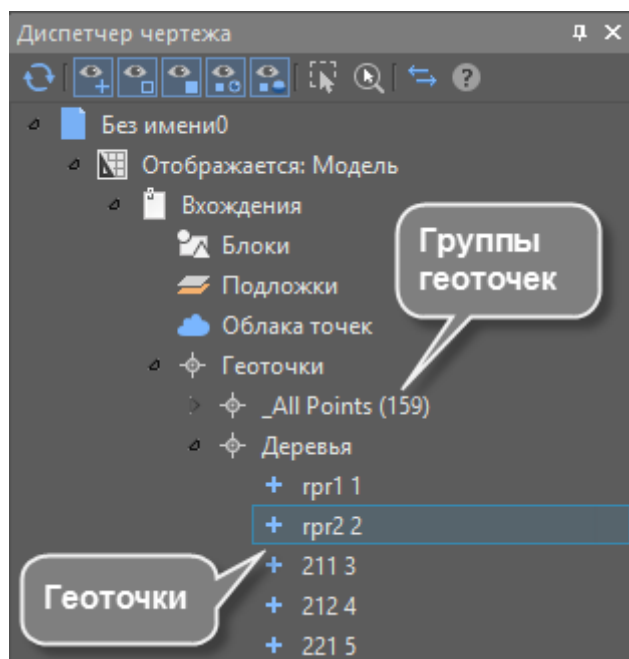 Диспетчер чертежа
Без имени0
Отображается: Модель
Вхождения
Блоки
Группы
геоточек
Подложки
Облака точек
Геоточки
_All Points (159)
Деревья
rpr1 1
rpr2 2
Геоточки
211 3
212 4
221 5